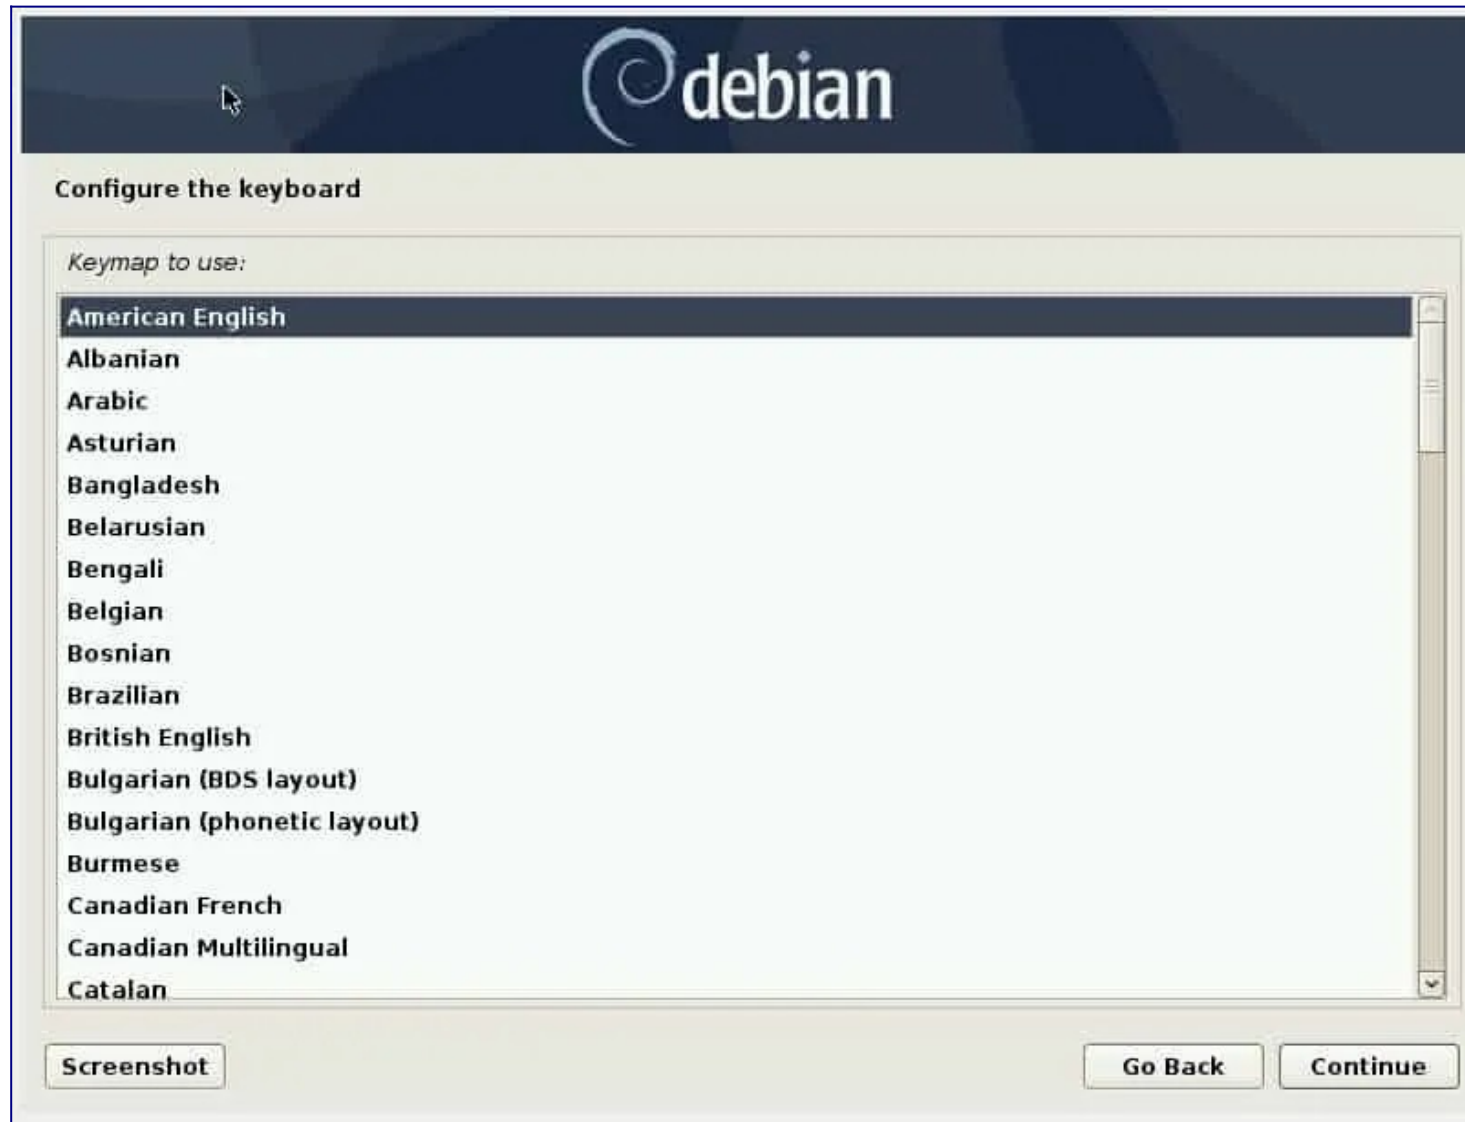 debian
Configure the keyboard
Keymap to use:
American English
Albanian
Arabic
Asturian
Bangladesh
Belarusian
Bengali
Belgian
Bosnian
Brazilian
British English
Bulgarian (BDS layout)
Bulgarian (phonetic layout)
Burmese
Canadian French
Canadian Multilingual
Catalan
Screenshot Go Back Continue